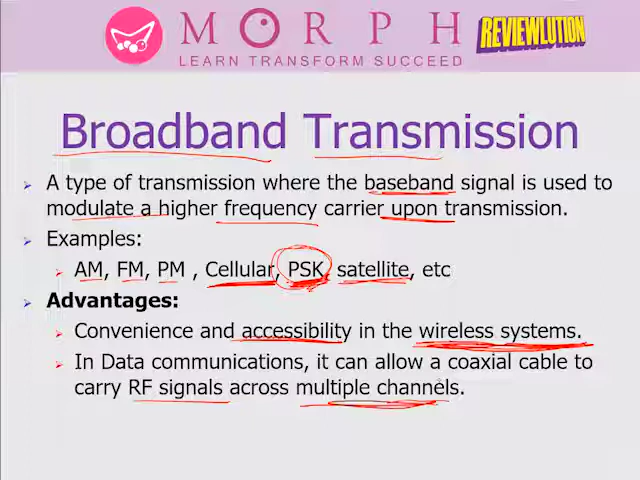 MORPH
LEARN TRANSFORM SUCCEED
REVIEWLUTION
Broadband Transmission
A type of transmission where the baseband signal is used to
modulate a higher frequency carrier upon transmission.
Examples:
AM, FM, PM , Cellular, PSK, satellite, etc
Advantages:
Convenience and accessibility in the wireless systems.
In Data communications, it can allow a coaxial cable to
carry RF signals across multiple channels.